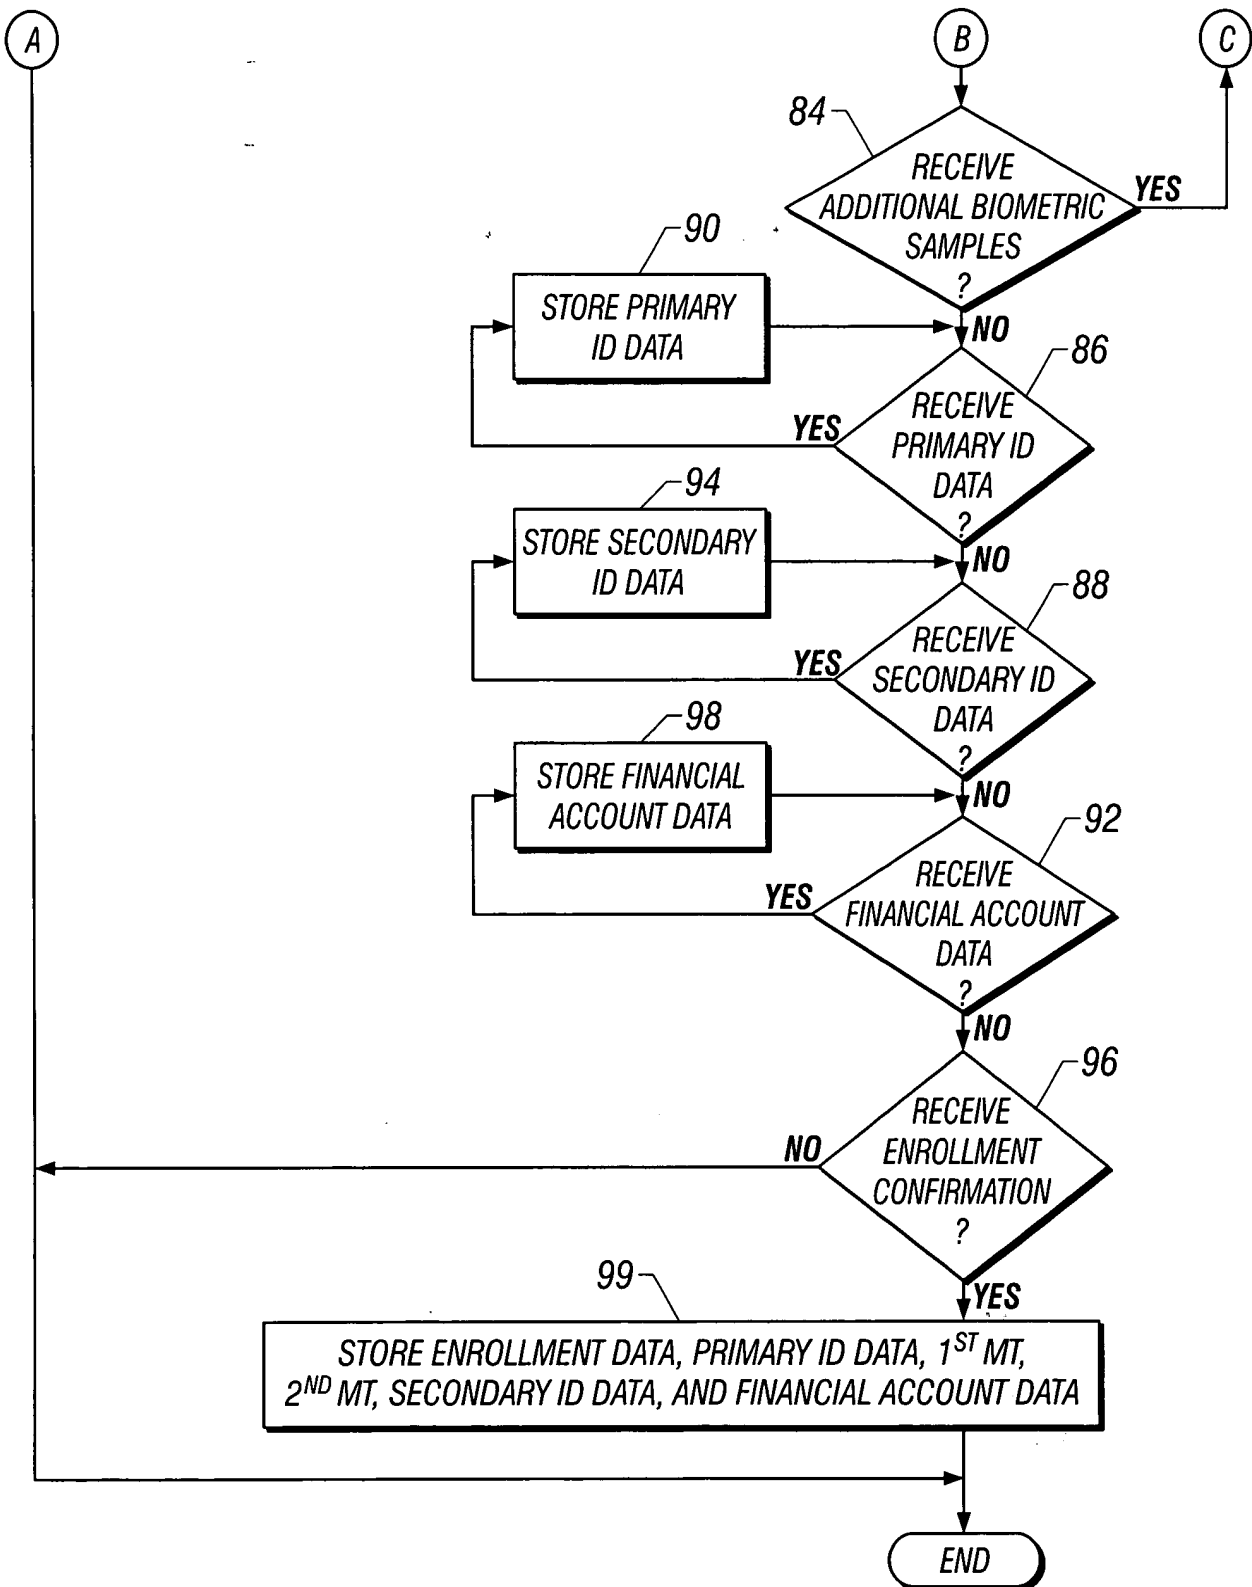 A
B
C
84
RECEIVE
ADDITIONAL BIOMETRIC
SAMPLES
?
YES
NO
90
STORE PRIMARY
ID DATA
86
RECEIVE
PRIMARY ID
DATA
?
YES
NO
94
STORE SECONDARY
ID DATA
88
RECEIVE
SECONDARY ID
DATA
?
YES
NO
98
STORE FINANCIAL
ACCOUNT DATA
92
RECEIVE
FINANCIAL ACCOUNT
DATA
?
YES
NO
96
RECEIVE
ENROLLMENT
CONFIRMATION
?
NO
YES
99
STORE ENROLLMENT DATA, PRIMARY ID DATA, 1ST MT,
2ND MT, SECONDARY ID DATA, AND FINANCIAL ACCOUNT DATA
END